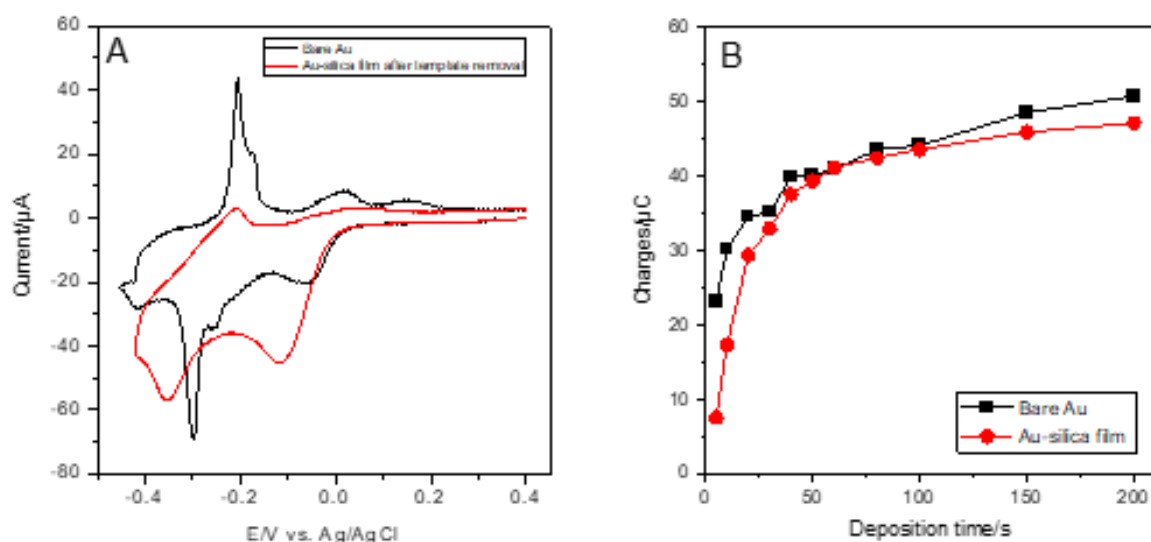 A
Bare Au
Au-silica film after template removal
60
40
20
0
-20
-40
-60
-80
Current/μA
-0.4 -0.2 0.0 0.2 0.4
E/V vs. Ag/AgCl
B
60
50
40
30
20
10
0
Charges/μC
Bare Au
Au-silica film
0 50 100 150 200
Deposition time/s